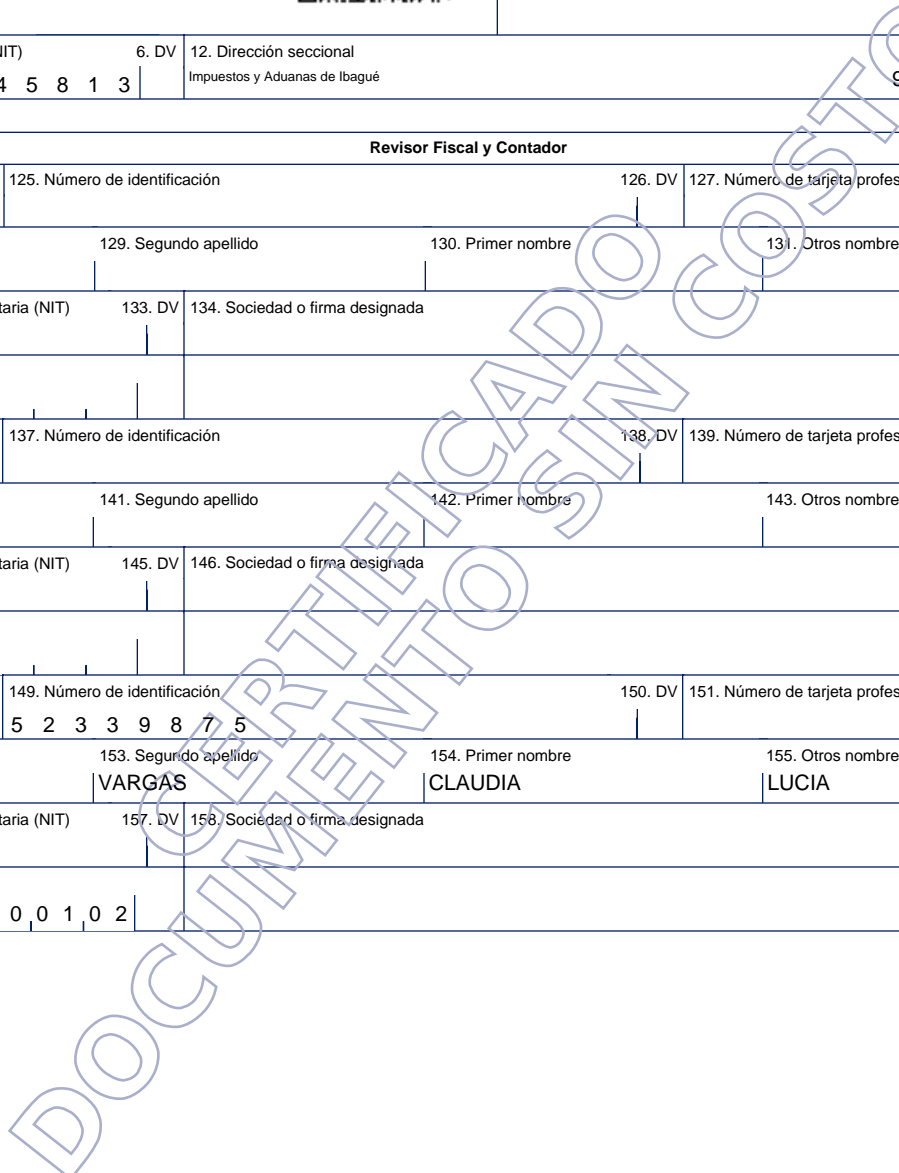 NIT) 6. DV 12. Dirección seccional
4 5 8 1 3 Impuestos y Aduanas de Ibagué 9
Revisor Fiscal y Contador
125. Número de identificación 126. DV 127. Número de tarjeta profes
129. Segundo apellido 130. Primer nombre 131. Otros nombre
taria (NIT) 133. DV 134. Sociedad o firma designada
137. Número de identificación 138. DV 139. Número de tarjeta profes
141. Segundo apellido 142. Primer nombre 143. Otros nombre
taria (NIT) 145. DV 146. Sociedad o firma designada
149. Número de identificación 150. DV 151. Número de tarjeta profes
5 2 3 3 9 8 7 5
153. Segundo apellido 154. Primer nombre 155. Otros nombre
VARGAS CLAUDIA LUCIA
taria (NIT) 157. DV 158. Sociedad o firma designada
0 0 1 0 2
CERTIFICADO
DOCUMENTO SIN COSTO